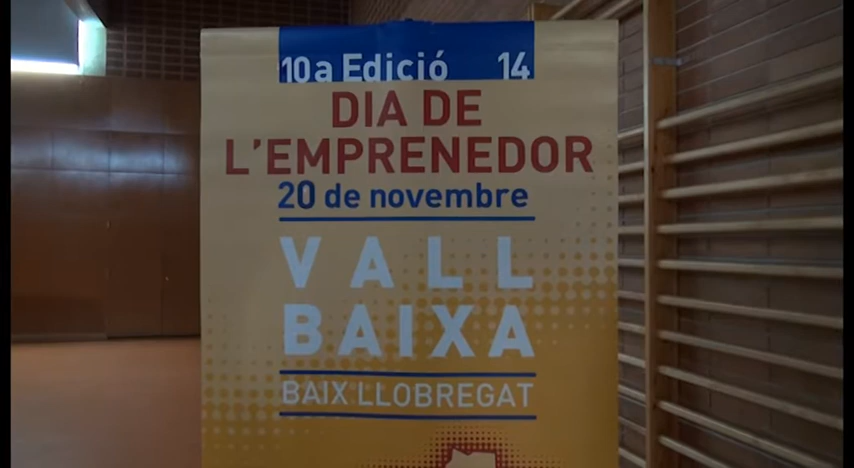 10a Edició 14
DIA DE
L'EMPRENEDOR
20 de novembre
VALL
BAIXA
BAIX LLOBREGAT